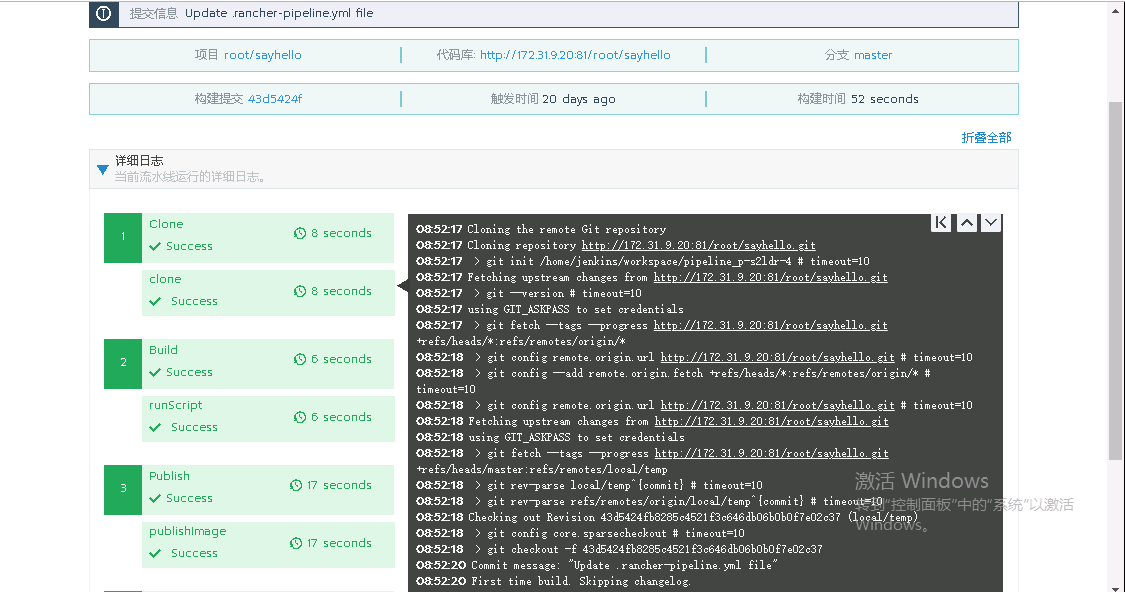 提交信息 Update .rancher-pipeline.yml file
项目 root/sayhello 代码库: http://172.31.9.20:81/root/sayhello 分支 master
构建提交 43d5424f 触发时间 20 days ago 构建时间 52 seconds
折叠全部
详细日志
当前流水线运行的详细日志。
1
Clone
Success
8 seconds
clone
Success
8 seconds
2
Build
Success
6 seconds
runScript
Success
6 seconds
3
Publish
Success
17 seconds
publishImage
Success
17 seconds
08:52:17 Cloning the remote Git repository
08:52:17 Cloning repository http://172.31.9.20:81/root/sayhello.git
08:52:17 > git init /home/jenkins/workspace/pipeline_p-s2ldr-4 # timeout=10
08:52:17 Fetching upstream changes from http://172.31.9.20:81/root/sayhello.git
08:52:17 > git --version # timeout=10
08:52:17 using GIT_ASKPASS to set credentials
08:52:17 > git fetch --tags --progress http://172.31.9.20:81/root/sayhello.git
+refs/heads/*:refs/remotes/origin/*
08:52:18 > git config remote.origin.url http://172.31.9.20:81/root/sayhello.git # timeout=10
08:52:18 > git config --add remote.origin.fetch +refs/heads/*:refs/remotes/origin/* #
timeout=10
08:52:18 > git config remote.origin.url http://172.31.9.20:81/root/sayhello.git # timeout=10
08:52:18 Fetching upstream changes from http://172.31.9.20:81/root/sayhello.git
08:52:18 using GIT_ASKPASS to set credentials
08:52:18 > git fetch --tags --progress http://172.31.9.20:81/root/sayhello.git
+refs/heads/master:refs/remotes/local/temp
08:52:18 > git rev-parse local/temp^{commit} # timeout=10
08:52:18 > git rev-parse refs/remotes/origin/local/temp^{commit} # timeout=10
08:52:18 Checking out Revision 43d5424fb8285c4521f3c646db06b0b0f7e02c37 (local/temp)
08:52:18 > git config core.sparsecheckout # timeout=10
08:52:18 > git checkout -f 43d5424fb8285c4521f3c646db06b0b0f7e02c37
08:52:20 Commit message: "Update .rancher-pipeline.yml file"
08:52:20 First time build. Skipping changelog.
激活 Windows
转到"控制面板"中的"系统"以激活
Windows。